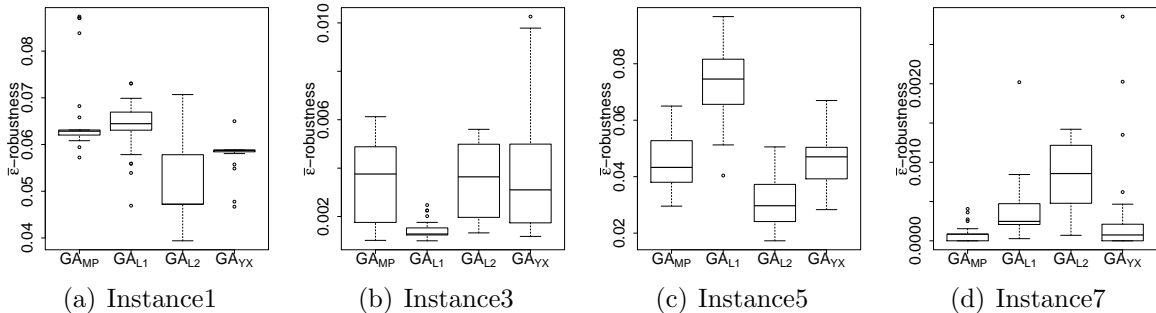 ε̅−robustness
0.04 0.05 0.06 0.07 0.08
GA_MP GA_L1 GA_L2 GA_YX
(a) Instance1
ε̅−robustness
0.002 0.006 0.010
GA_MP GA_L1 GA_L2 GA_YX
(b) Instance3
ε̅−robustness
0.02 0.04 0.06 0.08
GA_MP GA_L1 GA_L2 GA_YX
(c) Instance5
ε̅−robustness
0.0000 0.0010 0.0020
GA_MP GA_L1 GA_L2 GA_YX
(d) Instance7